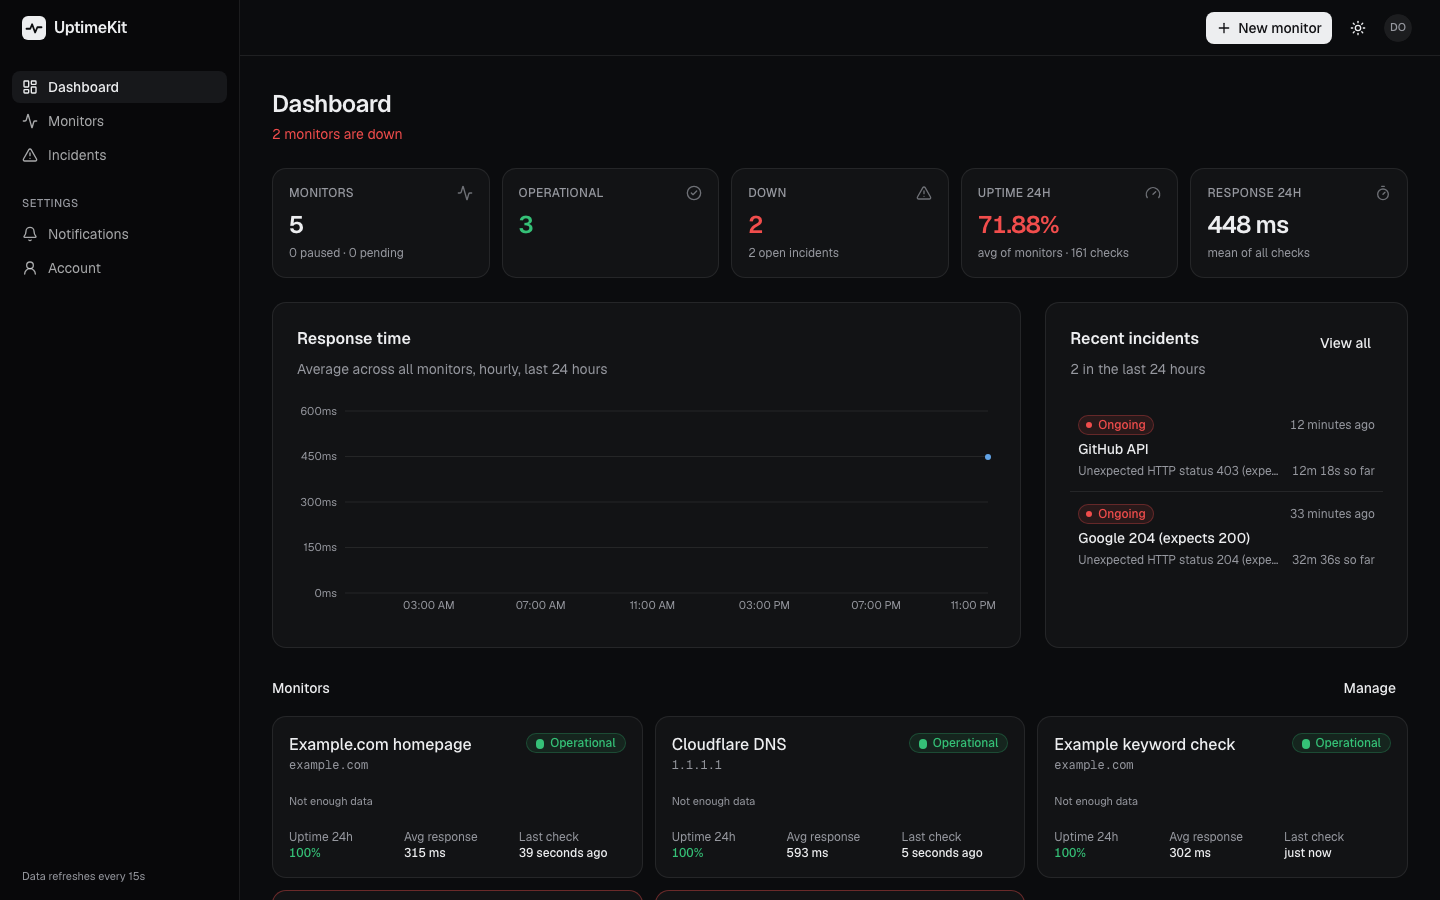 UptimeKit
New monitor
DO
Dashboard
Monitors
Incidents
SETTINGS
Notifications
Account
Data refreshes every 15s
Dashboard
2 monitors are down
MONITORS
5
0 paused · 0 pending
OPERATIONAL
3
DOWN
2
2 open incidents
UPTIME 24H
71.88%
avg of monitors · 161 checks
RESPONSE 24H
448 ms
mean of all checks
Response time
Average across all monitors, hourly, last 24 hours
600ms
450ms
300ms
150ms
0ms
03:00 AM 07:00 AM 11:00 AM 03:00 PM 07:00 PM 11:00 PM
Recent incidents
View all
2 in the last 24 hours
Ongoing 12 minutes ago
GitHub API
Unexpected HTTP status 403 (expe... 12m 18s so far
Ongoing 33 minutes ago
Google 204 (expects 200)
Unexpected HTTP status 204 (expe... 32m 36s so far
Monitors
Manage
Example.com homepage Operational
example.com
Not enough data
Uptime 24h Avg response Last check
100% 315 ms 39 seconds ago
Cloudflare DNS Operational
1.1.1.1
Not enough data
Uptime 24h Avg response Last check
100% 593 ms 5 seconds ago
Example keyword check Operational
example.com
Not enough data
Uptime 24h Avg response Last check
100% 302 ms just now